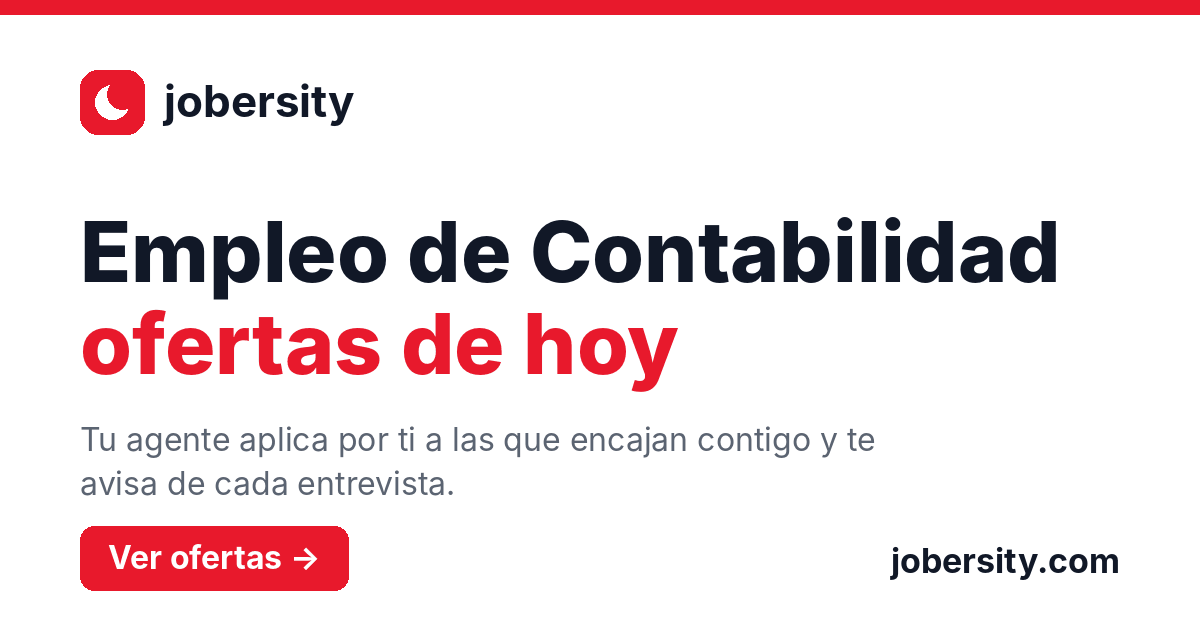 jobersity
Empleo de Contabilidad
ofertas de hoy
Tu agente aplica por ti a las que encajan contigo y te
avisa de cada entrevista.
Ver ofertas →
jobersity.com